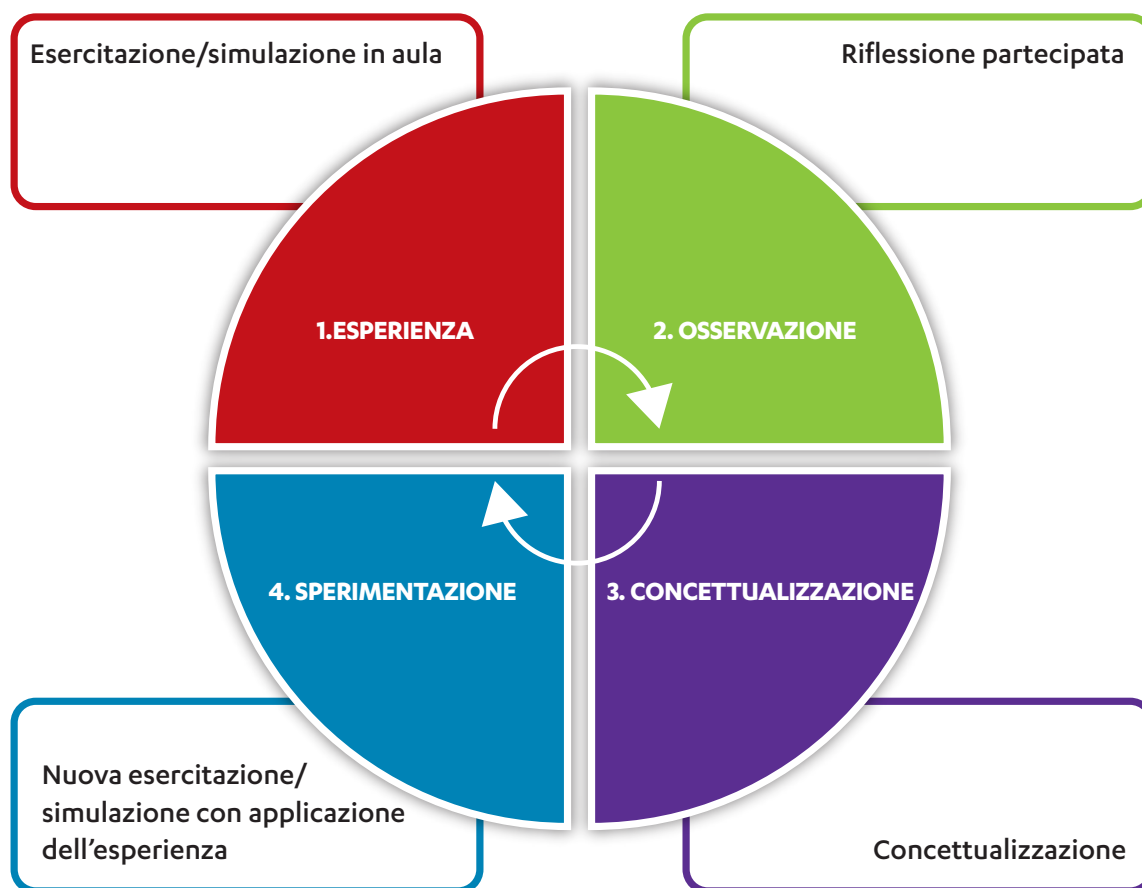 Esercitazione/simulazione in aula
Riflessione partecipata
1.ESPERIENZA
2. OSSERVAZIONE
4. SPERIMENTAZIONE
3. CONCETTUALIZZAZIONE
Nuova esercitazione/
simulazione con applicazione
dell’esperienza
Concettualizzazione